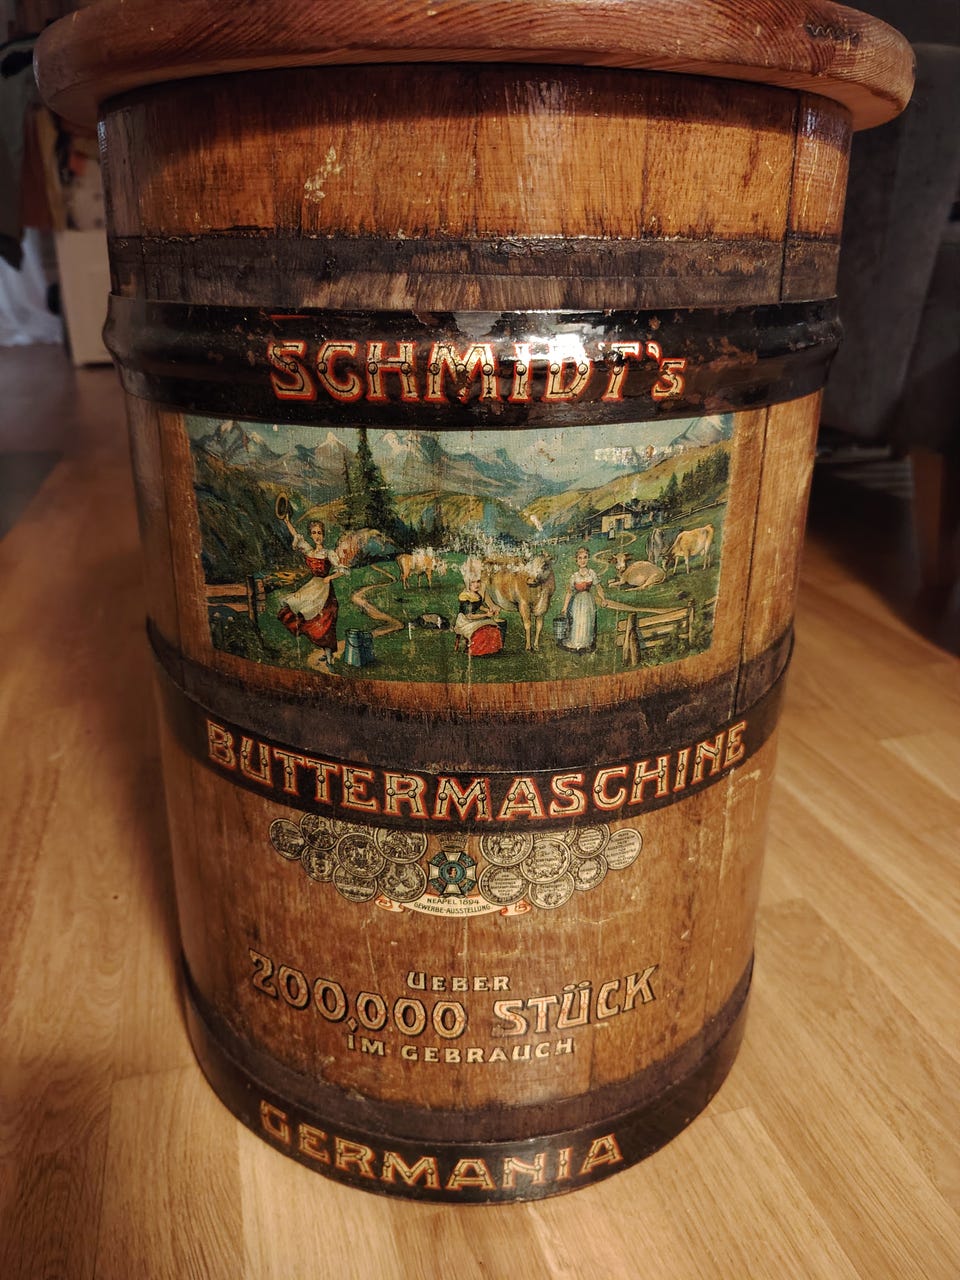 SCHMIDT's
BUTTERMASCHINE
NEAPEL 1894
GEWERBE-AUSSTELLUNG
UEBER
200,000 STÜCK
IM GEBRAUCH
GERMANIA